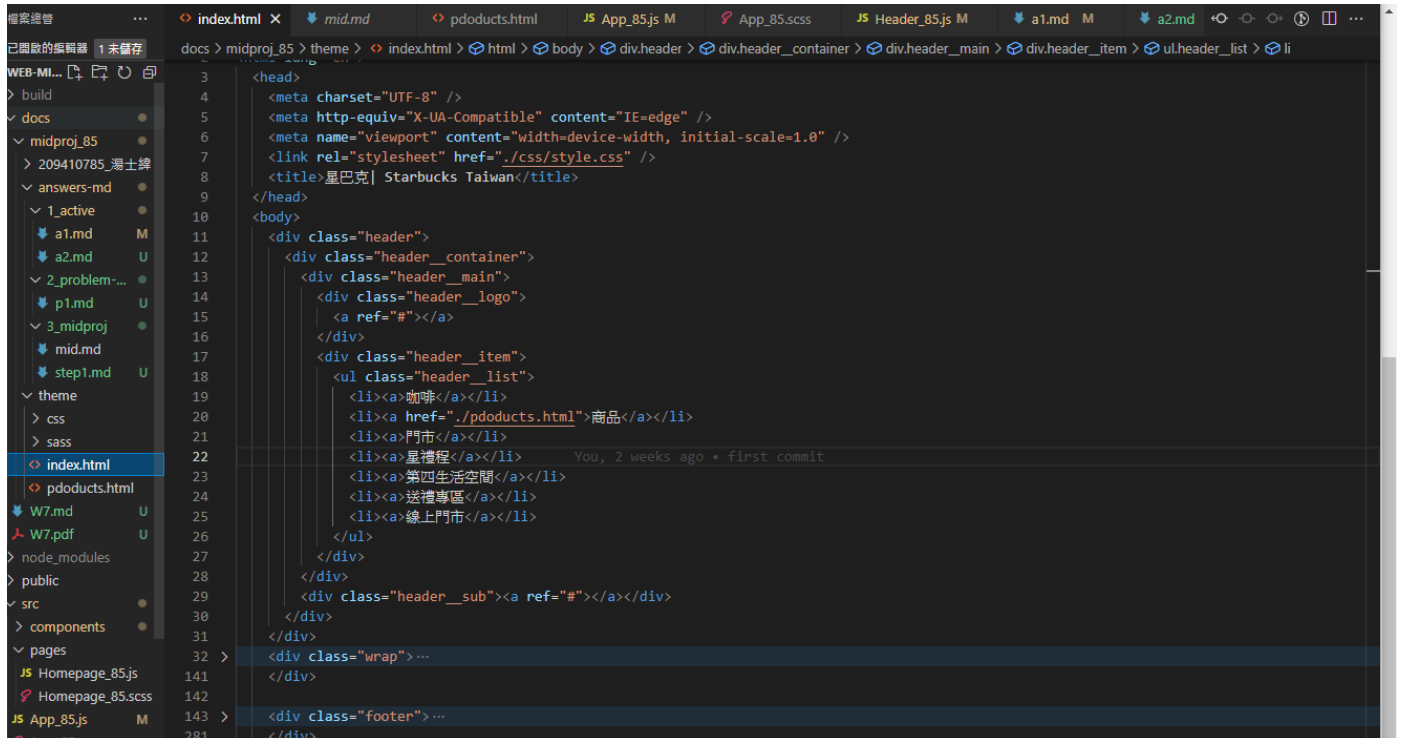 檔案總管 ···
index.html × mid.md pdoducts.html JS App_85.js M App_85.scss JS Header_85.js M a1.md M a2.md ···
已開啟的編輯器 1 未儲存
docs > midproj_85 > theme > index.html > html > body > div.header > div.header__container > div.header__main > div.header__item > ul.header__list > li
WEB-MI...
> build
docs
midproj_85
> 209410785_湯士緯
answers-md
1_active
a1.md M
a2.md U
2_problem-...
p1.md U
3_midproj
mid.md
step1.md U
theme
> css
> sass
index.html
pdoducts.html
W7.md U
W7.pdf U
> node_modules
> public
src
> components
pages
JS Homepage_85.js
Homepage_85.scss
JS App_85.js M
3 <head>
4 <meta charset="UTF-8" />
5 <meta http-equiv="X-UA-Compatible" content="IE=edge" />
6 <meta name="viewport" content="width=device-width, initial-scale=1.0" />
7 <link rel="stylesheet" href="./css/style.css" />
8 <title>星巴克| Starbucks Taiwan</title>
9 </head>
10 <body>
11 <div class="header">
12 <div class="header__container">
13 <div class="header__main">
14 <div class="header__logo">
15 <a ref="#"></a>
16 </div>
17 <div class="header__item">
18 <ul class="header__list">
19 <li><a>咖啡</a></li>
20 <li><a href="./pdoducts.html">商品</a></li>
21 <li><a>門市</a></li>
22 <li><a>星禮程</a></li> You, 2 weeks ago • first commit
23 <li><a>第四生活空間</a></li>
24 <li><a>送禮專區</a></li>
25 <li><a>線上門市</a></li>
26 </ul>
27 </div>
28 </div>
29 <div class="header__sub"><a ref="#"></a></div>
30 </div>
31 </div>
32 > <div class="wrap">···
141 </div>
142
143 > <div class="footer">···
281 </div>